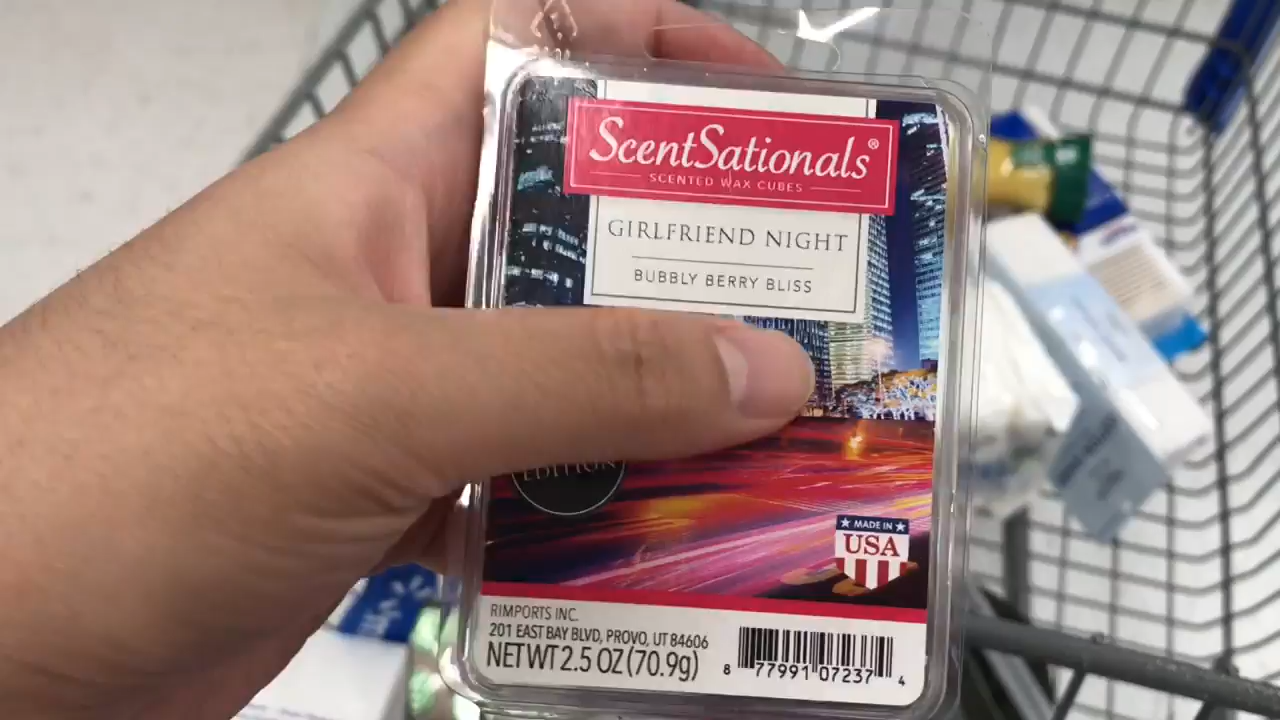 ScentSationals®
SCENTED WAX CUBES
GIRLFRIEND NIGHT
BUBBLY BERRY BLISS
EDITION
MADE IN
USA
RIMPORTS INC.
201 EAST BAY BLVD, PROVO, UT 84606
NET WT 2.5 OZ (70.9g)
8 77991 07237 4